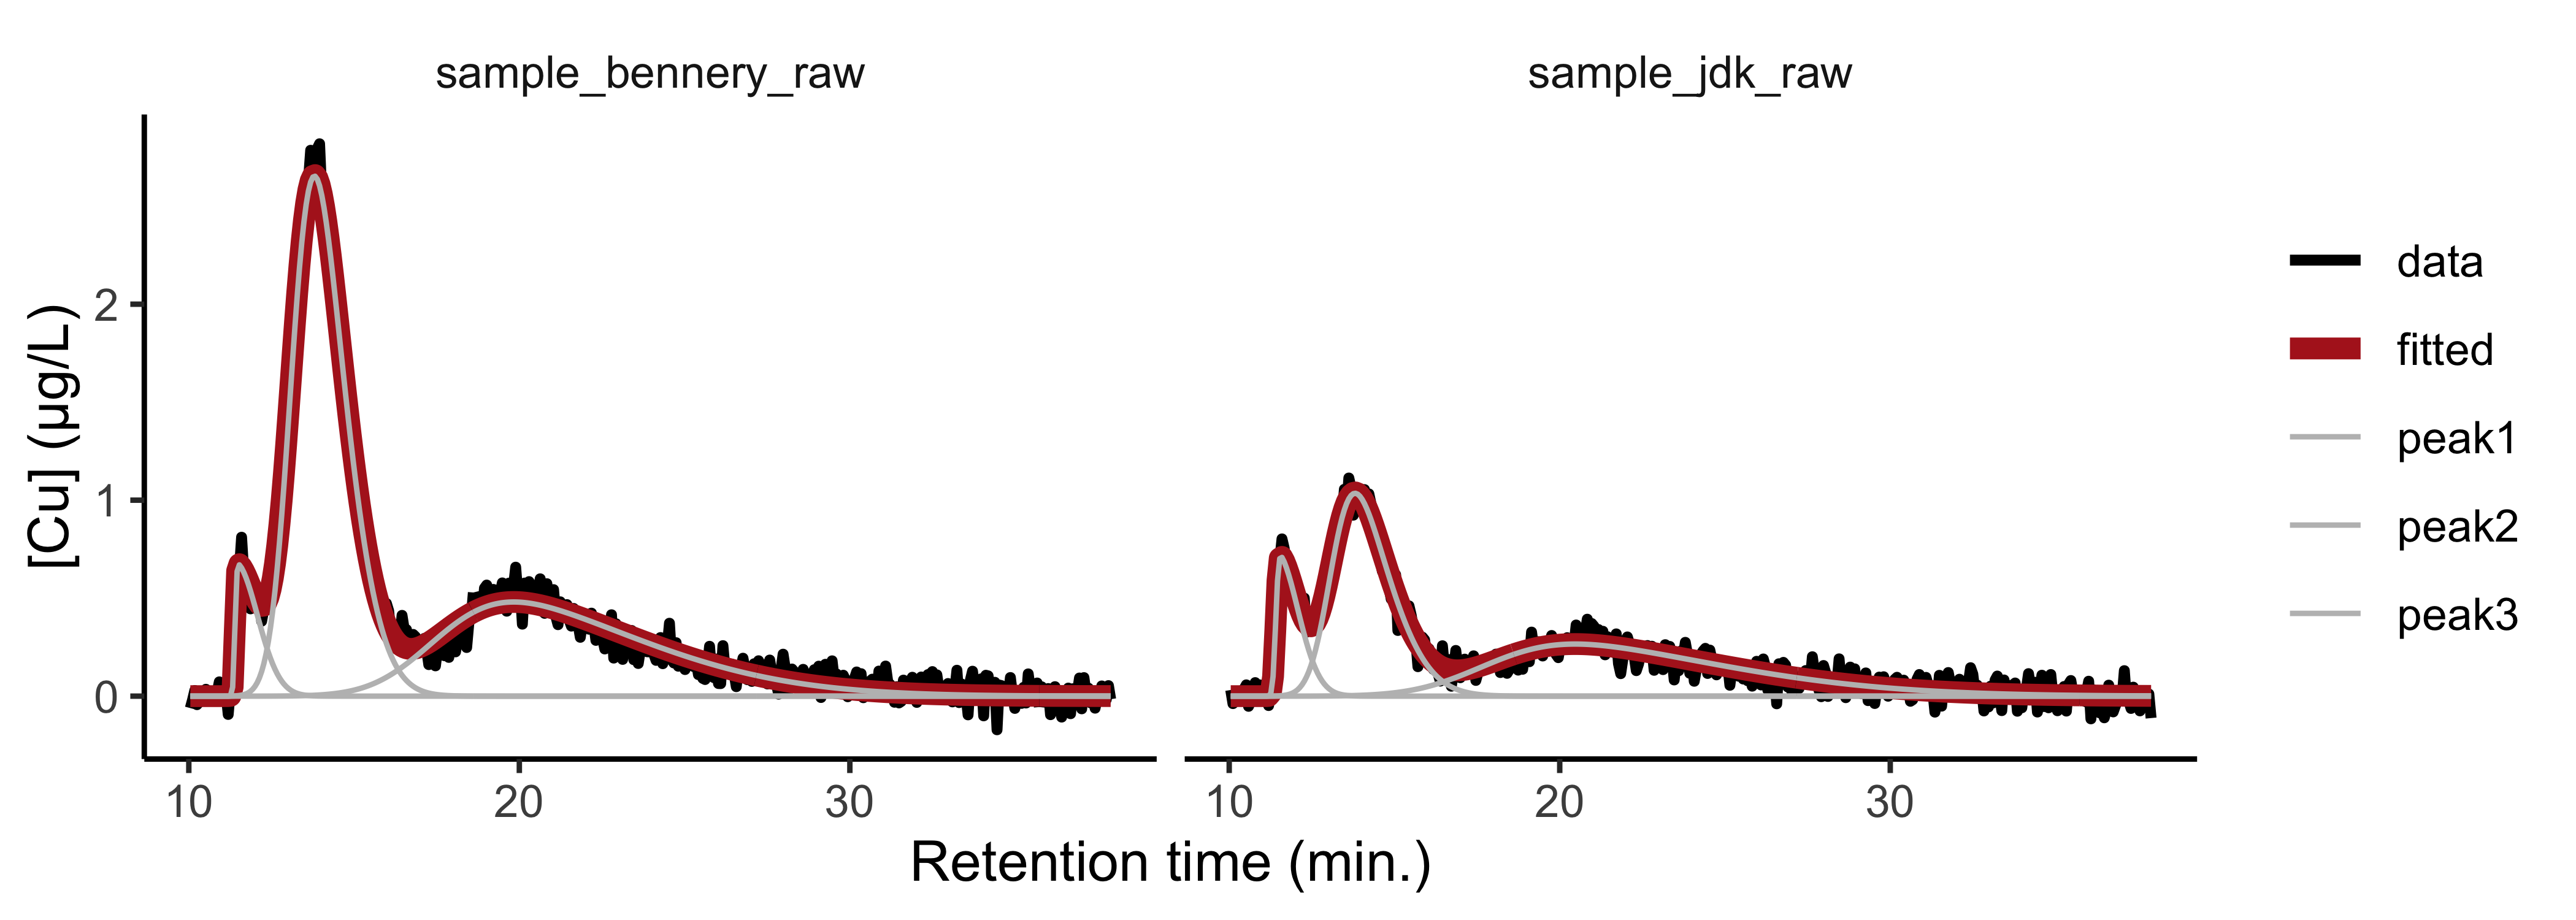 sample_bennery_raw
sample_jdk_raw
[Cu] (µg/L)
2
1
0
10
20
30
10
20
30
Retention time (min.)
data
fitted
peak1
peak2
peak3